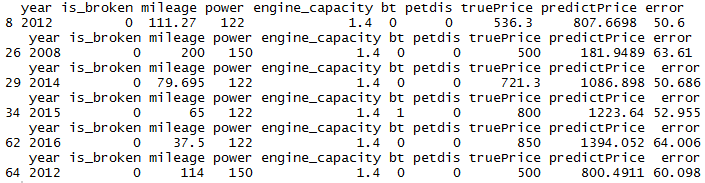 year is_broken mileage power engine_capacity bt petdis truePrice predictPrice error
8 2012 0 111.27 122 1.4 0 0 536.3 807.6698 50.6
year is_broken mileage power engine_capacity bt petdis truePrice predictPrice error
26 2008 0 200 150 1.4 0 0 500 181.9489 63.61
year is_broken mileage power engine_capacity bt petdis truePrice predictPrice error
29 2014 0 79.695 122 1.4 0 0 721.3 1086.898 50.686
year is_broken mileage power engine_capacity bt petdis truePrice predictPrice error
34 2015 0 65 122 1.4 1 0 800 1223.64 52.955
year is_broken mileage power engine_capacity bt petdis truePrice predictPrice error
62 2016 0 37.5 122 1.4 0 0 850 1394.052 64.006
year is_broken mileage power engine_capacity bt petdis truePrice predictPrice error
64 2012 0 114 150 1.4 0 0 500 800.4911 60.098